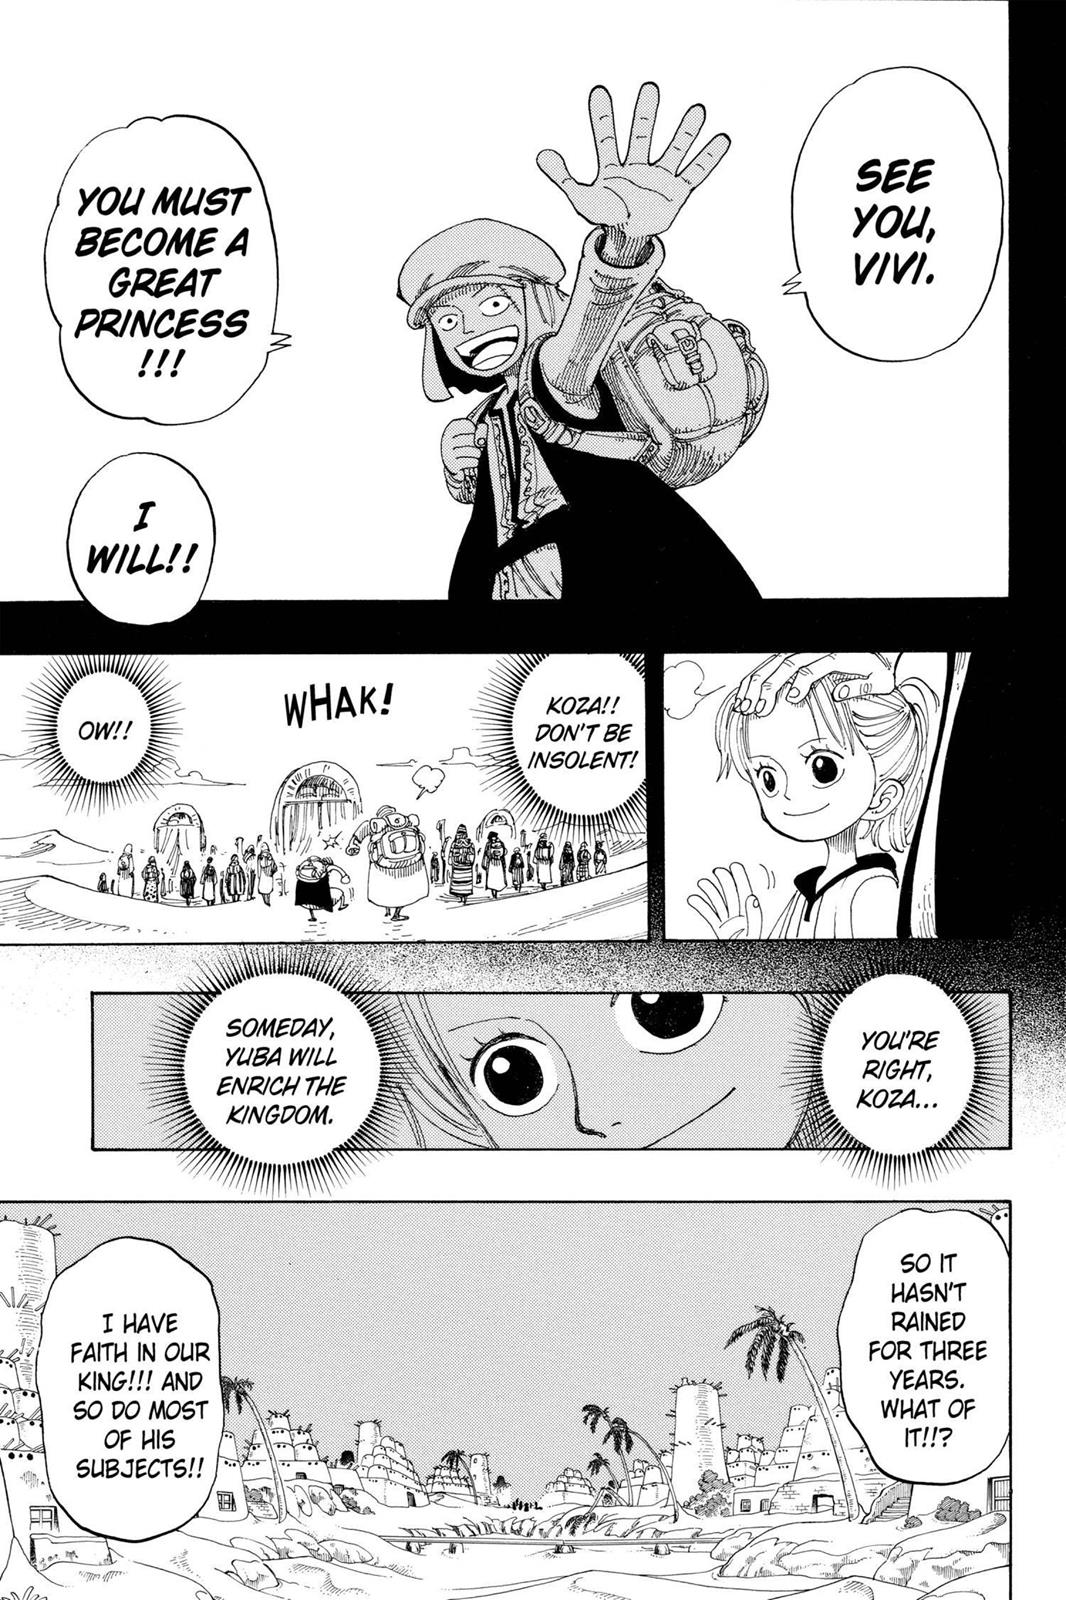 SEE
YOU,
VIVI.
YOU MUST
BECOME A
GREAT
PRINCESS
!!!
I
WILL!!
KOZA!!
DON'T BE
INSOLENT!
WHAK!
OW!!
YOU'RE
RIGHT,
KOZA...
SOMEDAY,
YUBA WILL
ENRICH THE
KINGDOM.
SO IT
HASN'T
RAINED
FOR THREE
YEARS.
WHAT OF
IT!!?
I HAVE
FAITH IN OUR
KING!!! AND
SO DO MOST
OF HIS
SUBJECTS!!